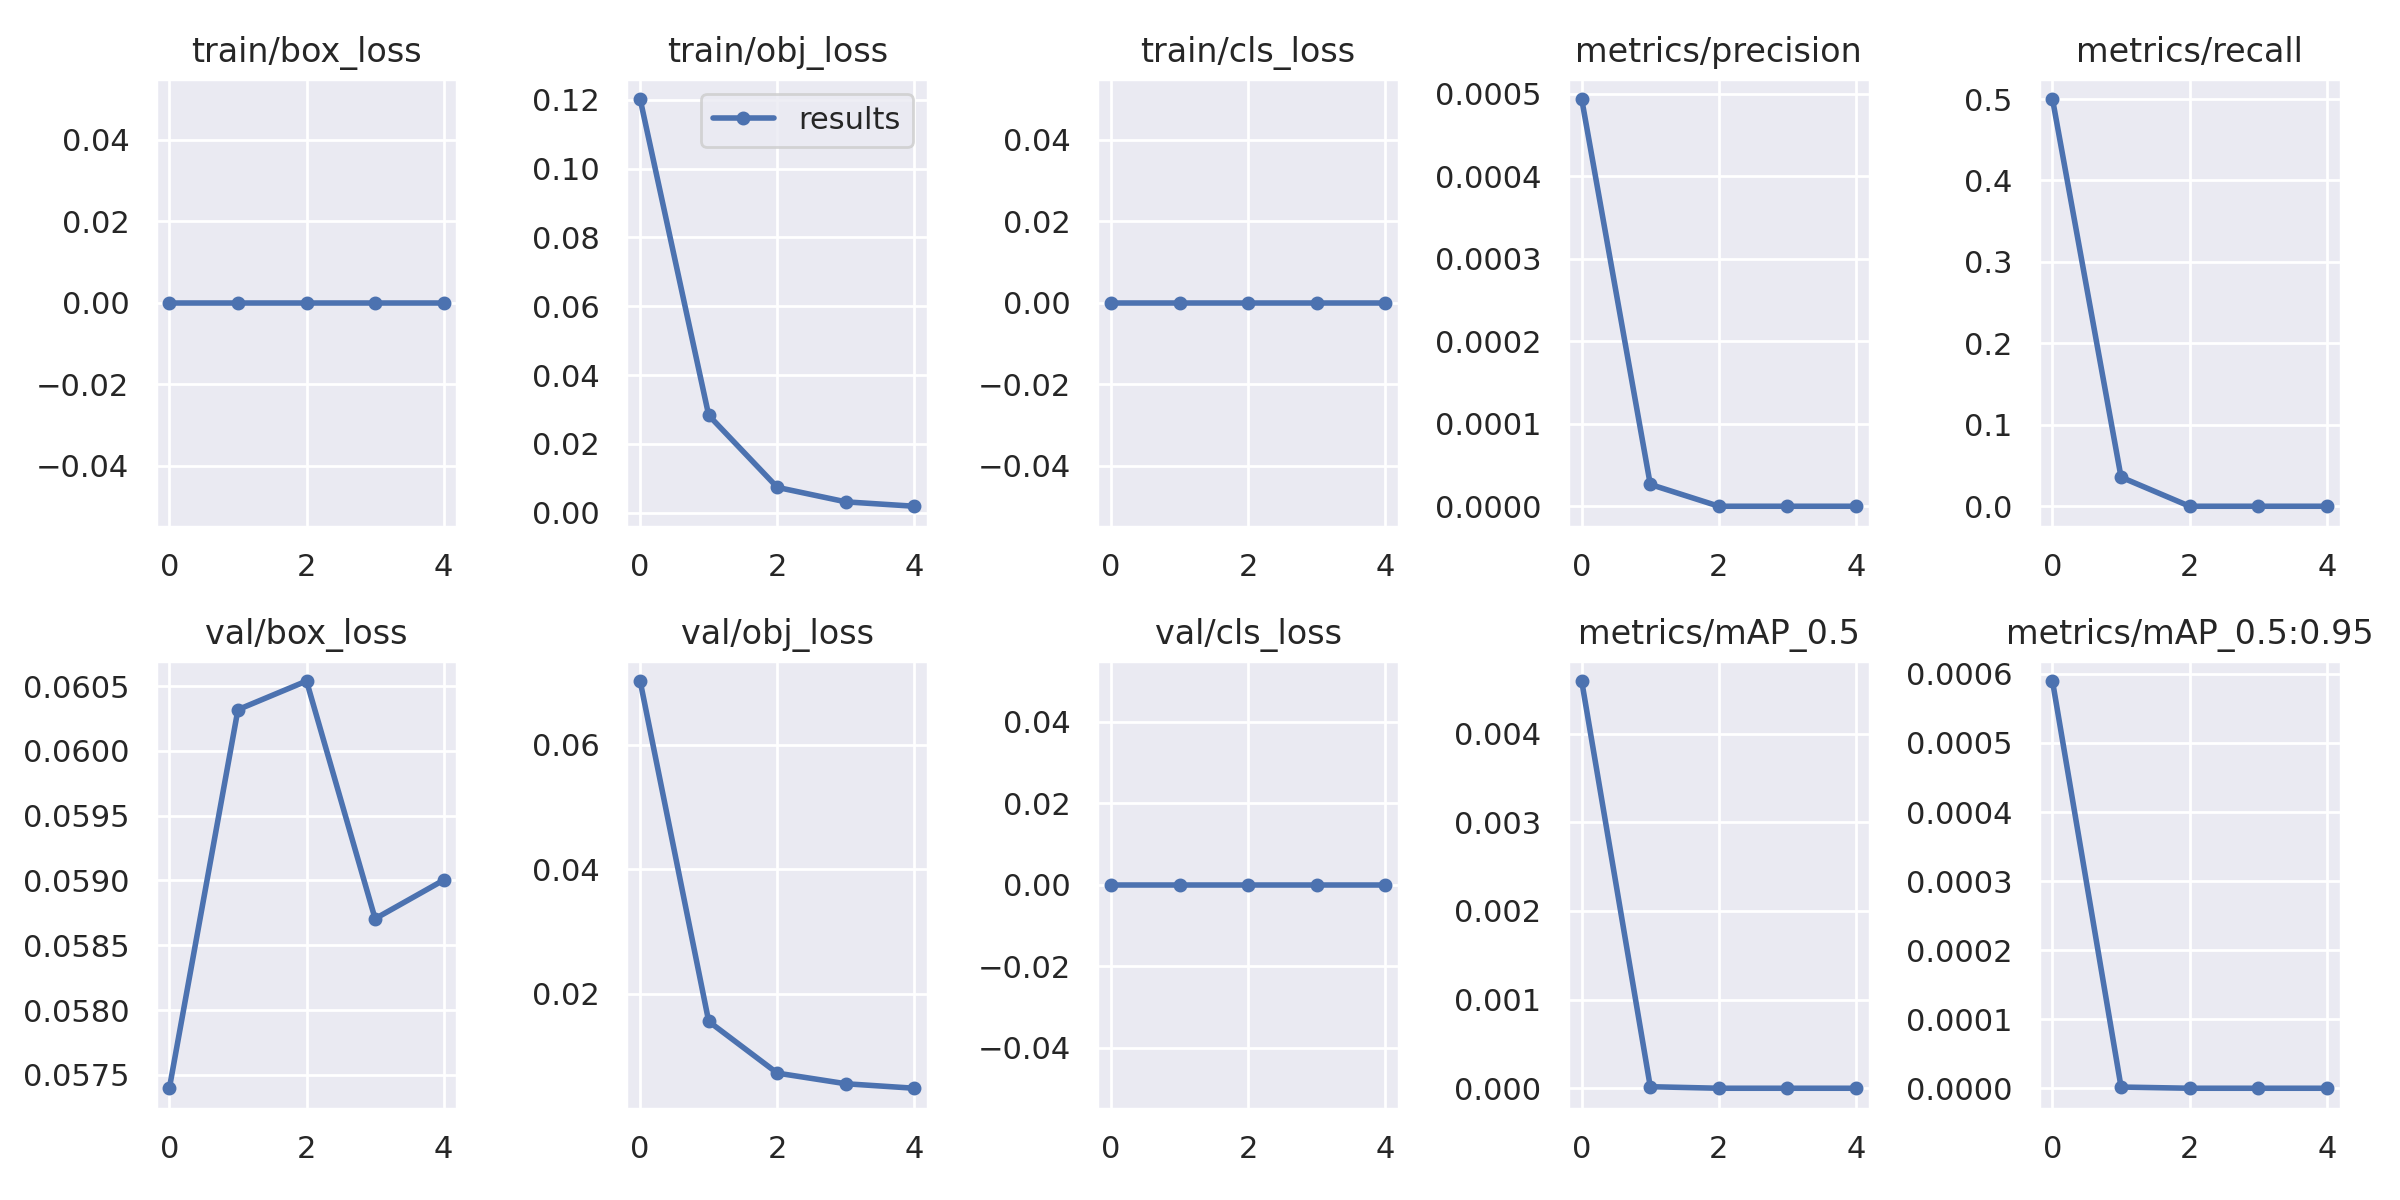 train/box_loss
0.04
0.02
0.00
−0.02
−0.04
0 2 4
train/obj_loss
results
0.12
0.10
0.08
0.06
0.04
0.02
0.00
0 2 4
train/cls_loss
0.04
0.02
0.00
−0.02
−0.04
0 2 4
metrics/precision
0.0005
0.0004
0.0003
0.0002
0.0001
0.0000
0 2 4
metrics/recall
0.5
0.4
0.3
0.2
0.1
0.0
0 2 4
val/box_loss
0.0605
0.0600
0.0595
0.0590
0.0585
0.0580
0.0575
0 2 4
val/obj_loss
0.06
0.04
0.02
0 2 4
val/cls_loss
0.04
0.02
0.00
−0.02
−0.04
0 2 4
metrics/mAP_0.5
0.004
0.003
0.002
0.001
0.000
0 2 4
metrics/mAP_0.5:0.95
0.0006
0.0005
0.0004
0.0003
0.0002
0.0001
0.0000
0 2 4